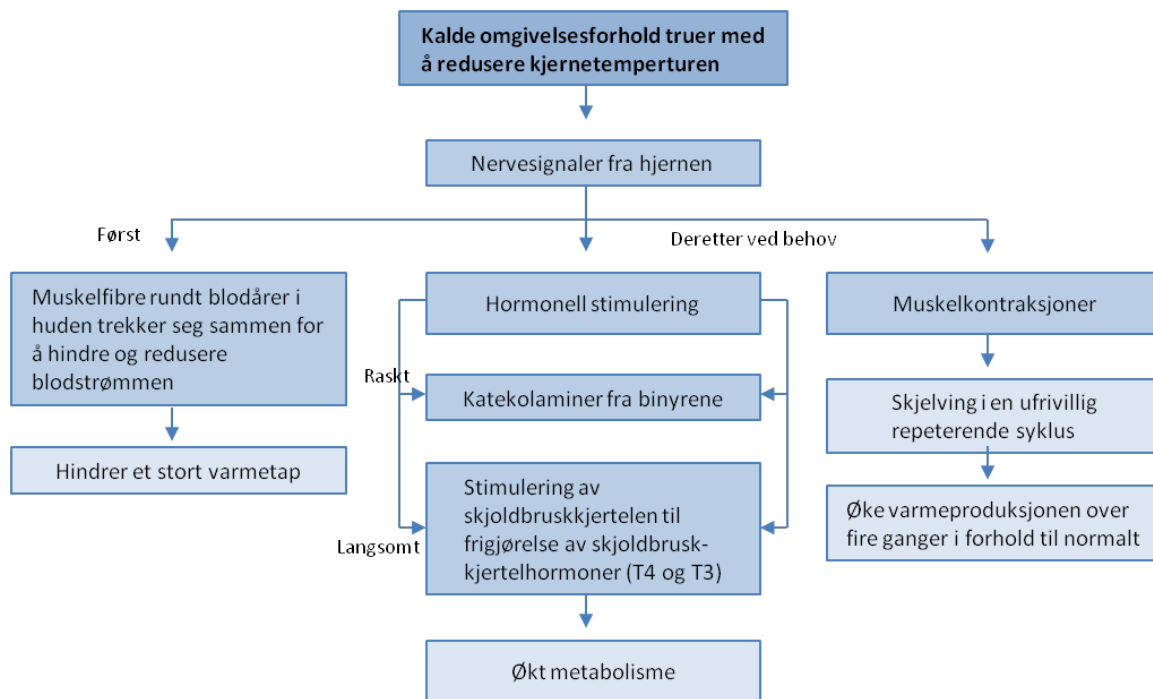 Kalde omgivelsesforhold truer med
å redusere kjernetemperturen
Nervesignaler fra hjernen
Først
Deretter ved behov
Muskelfibre rundt blodårer i
huden trekker seg sammen for
å hindre og redusere
blodstrømmen
Hindrer et stort varmetap
Hormonell stimulering
Raskt
Katekolaminer fra binyrene
Langsomt
Stimulering av
skjoldbruskkjertelen til
frigjørelse av skjoldbrusk-
kjertelhormoner (T4 og T3)
Økt metabolisme
Muskelkontraksjoner
Skjelving i en ufrivillig
repeterende syklus
Øke varmeproduksjonen over
fire ganger i forhold til normalt